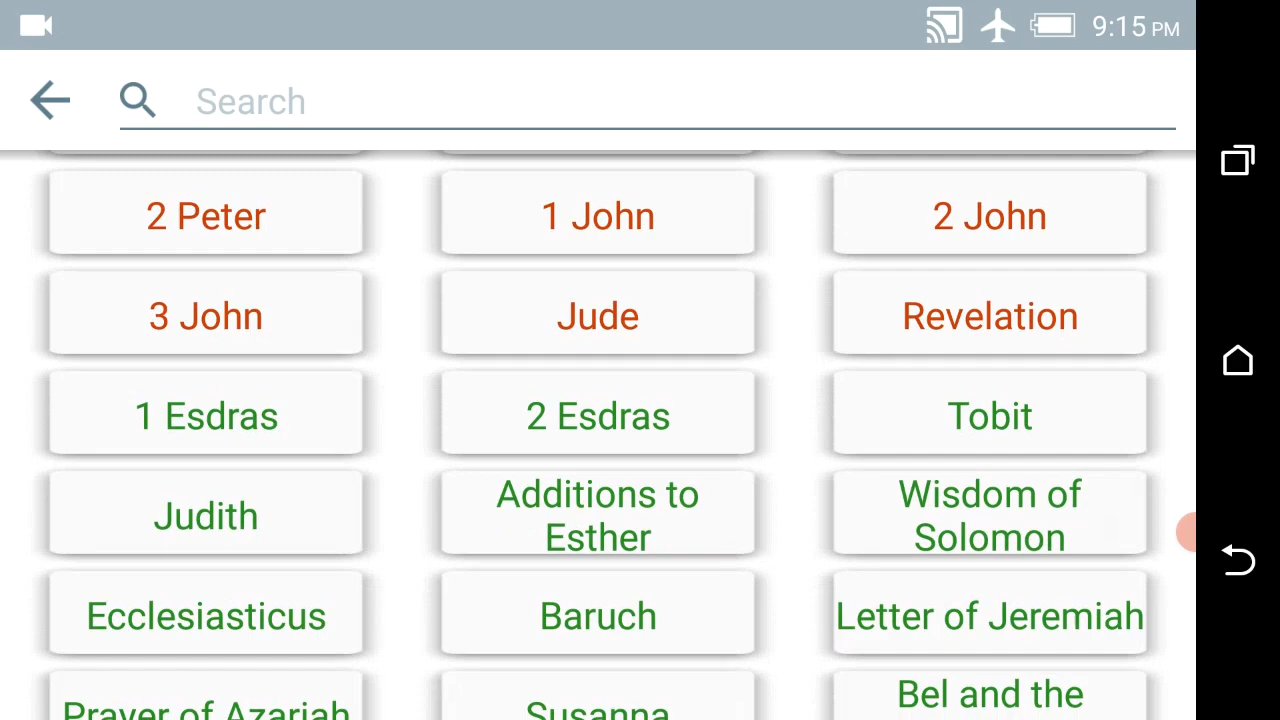 9:15 PM
Search
2 Peter
1 John
2 John
3 John
Jude
Revelation
1 Esdras
2 Esdras
Tobit
Judith
Additions to
Esther
Wisdom of
Solomon
Ecclesiasticus
Baruch
Letter of Jeremiah
Prayer of Azariah
Susanna
Bel and the